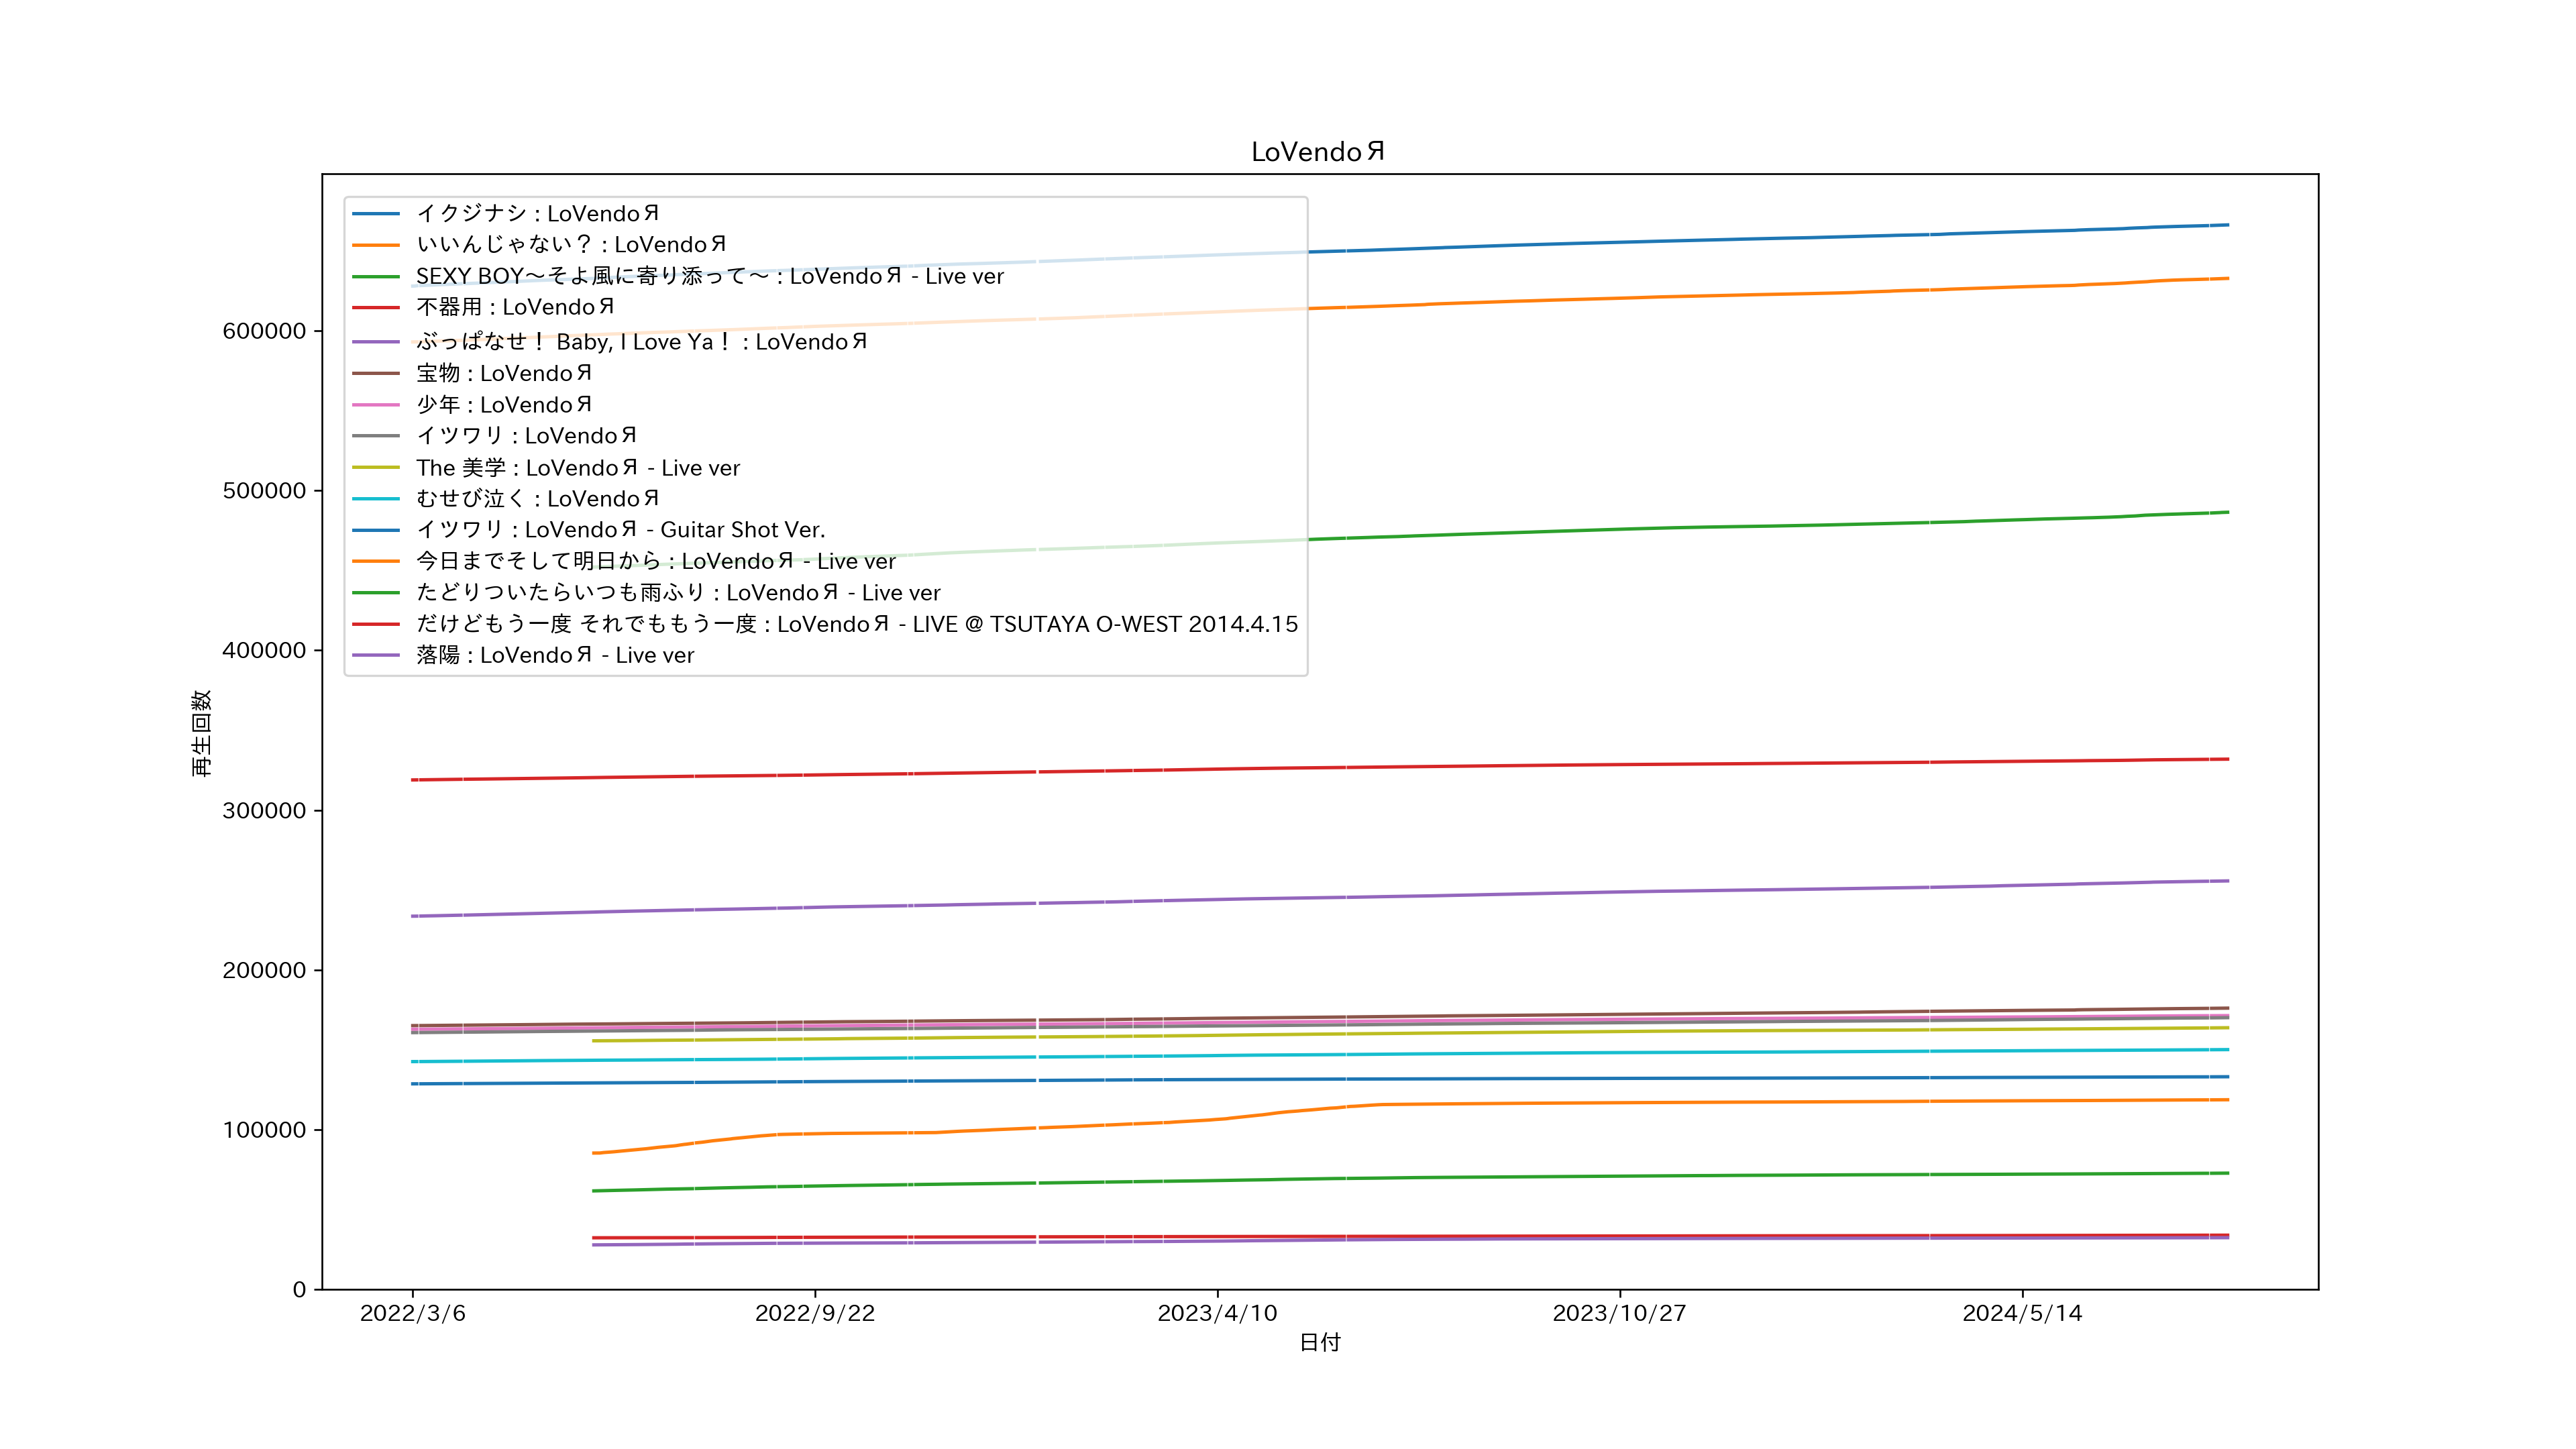 LoVendoЯ
イクジナシ : LoVendoЯ
いいんじゃない？ : LoVendoЯ
SEXY BOY〜そよ風に寄り添って〜 : LoVendoЯ - Live ver
不器用 : LoVendoЯ
ぶっぱなせ！ Baby, I Love Ya！ : LoVendoЯ
宝物 : LoVendoЯ
少年 : LoVendoЯ
イツワリ : LoVendoЯ
The 美学 : LoVendoЯ - Live ver
むせび泣く : LoVendoЯ
イツワリ : LoVendoЯ - Guitar Shot Ver.
今日までそして明日から : LoVendoЯ - Live ver
たどりついたらいつも雨ふり : LoVendoЯ - Live ver
だけどもう一度 それでももう一度 : LoVendoЯ - LIVE @ TSUTAYA O-WEST 2014.4.15
落陽 : LoVendoЯ - Live ver
600000
500000
400000
300000
200000
100000
0
再生回数
2022/3/6
2022/9/22
2023/4/10
2023/10/27
2024/5/14
日付